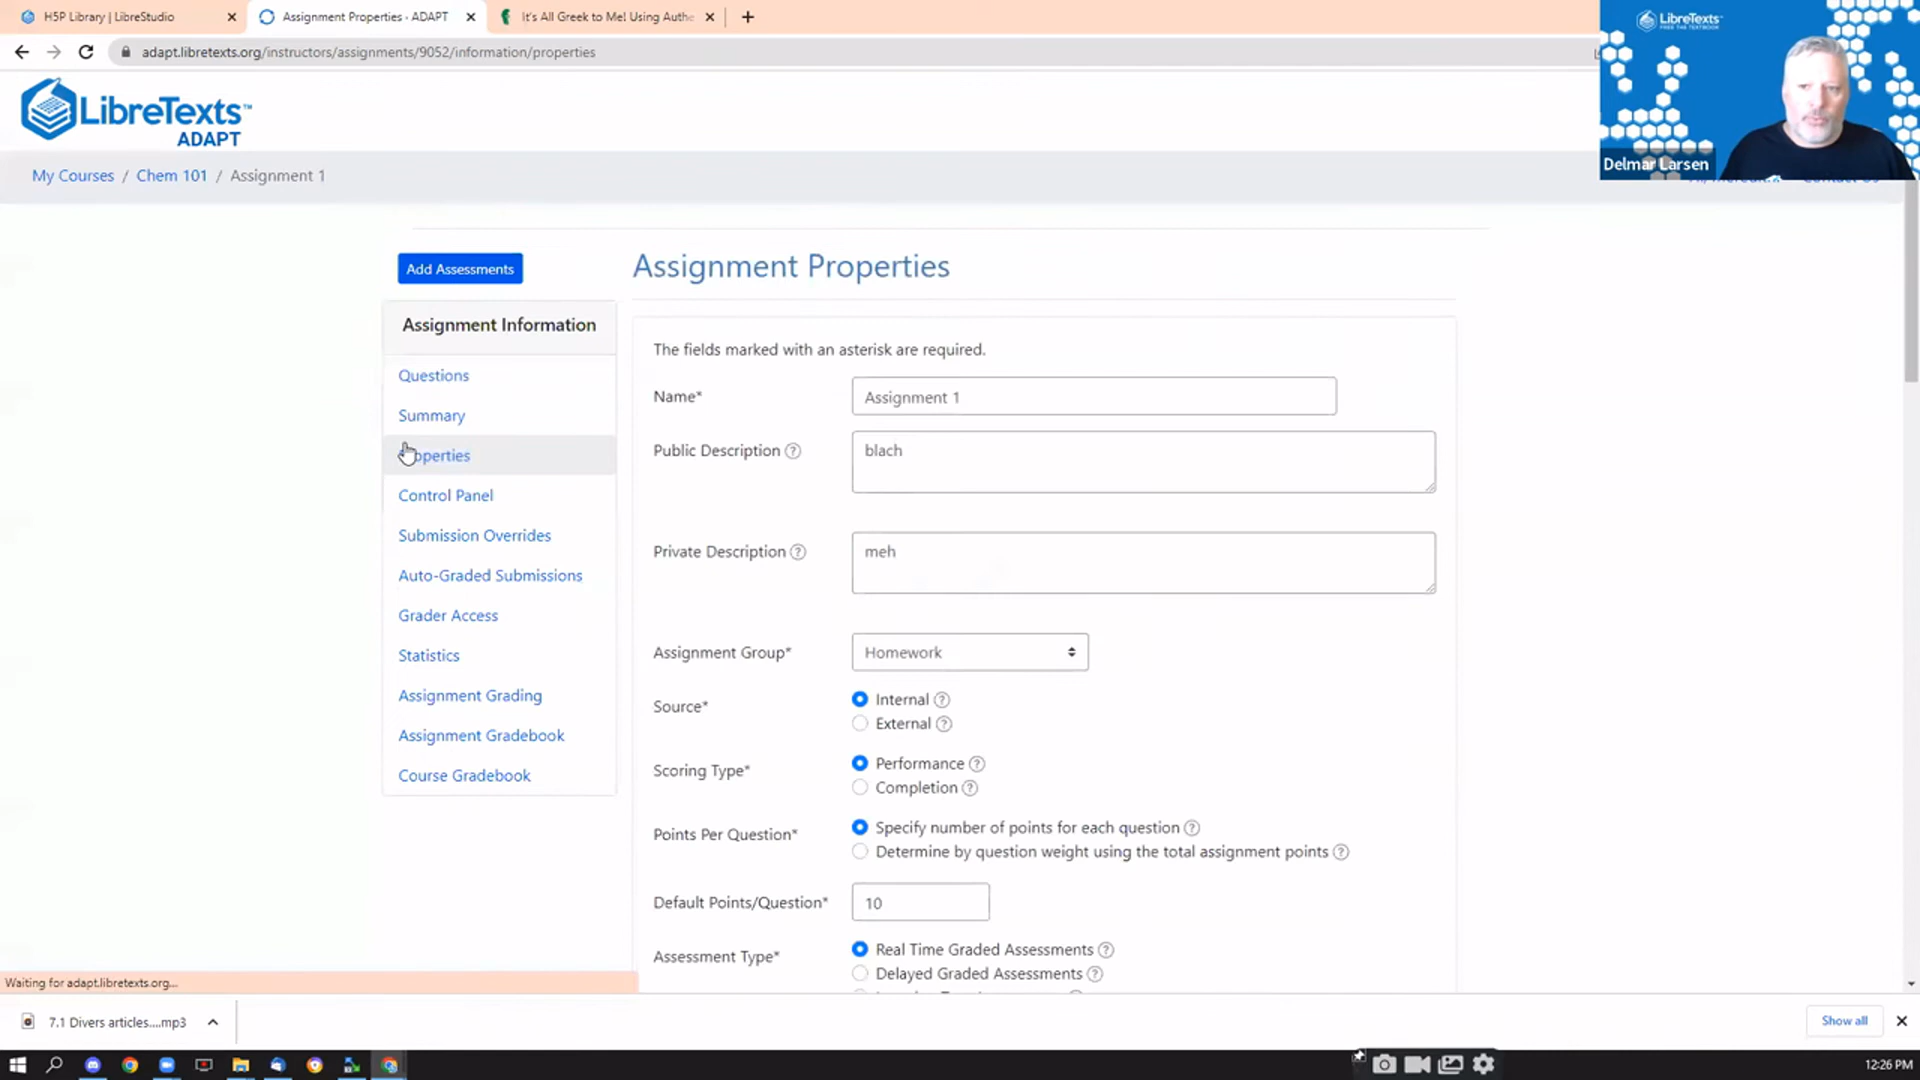 H5P Library | LibreStudio
Assignment Properties - ADAPT
It's All Greek to Me! Using Authe
adapt.libretexts.org/instructors/assignments/9052/information/properties
LibreTexts™
ADAPT
LibreTexts™
FREE THE TEXTBOOK
Delmar Larsen
My Courses / Chem 101 / Assignment 1
Add Assessments
Assignment Information
Questions
Summary
operties
Control Panel
Submission Overrides
Auto-Graded Submissions
Grader Access
Statistics
Assignment Grading
Assignment Gradebook
Course Gradebook
Assignment Properties
The fields marked with an asterisk are required.
Name* Assignment 1
Public Description ? blach
Private Description ? meh
Assignment Group* Homework
Source* Internal ?
External ?
Scoring Type* Performance ?
Completion ?
Points Per Question* Specify number of points for each question ?
Determine by question weight using the total assignment points ?
Default Points/Question* 10
Assessment Type* Real Time Graded Assessments ?
Delayed Graded Assessments ?
Waiting for adapt.libretexts.org...
7.1 Divers articles....mp3
Show all
12:26 PM